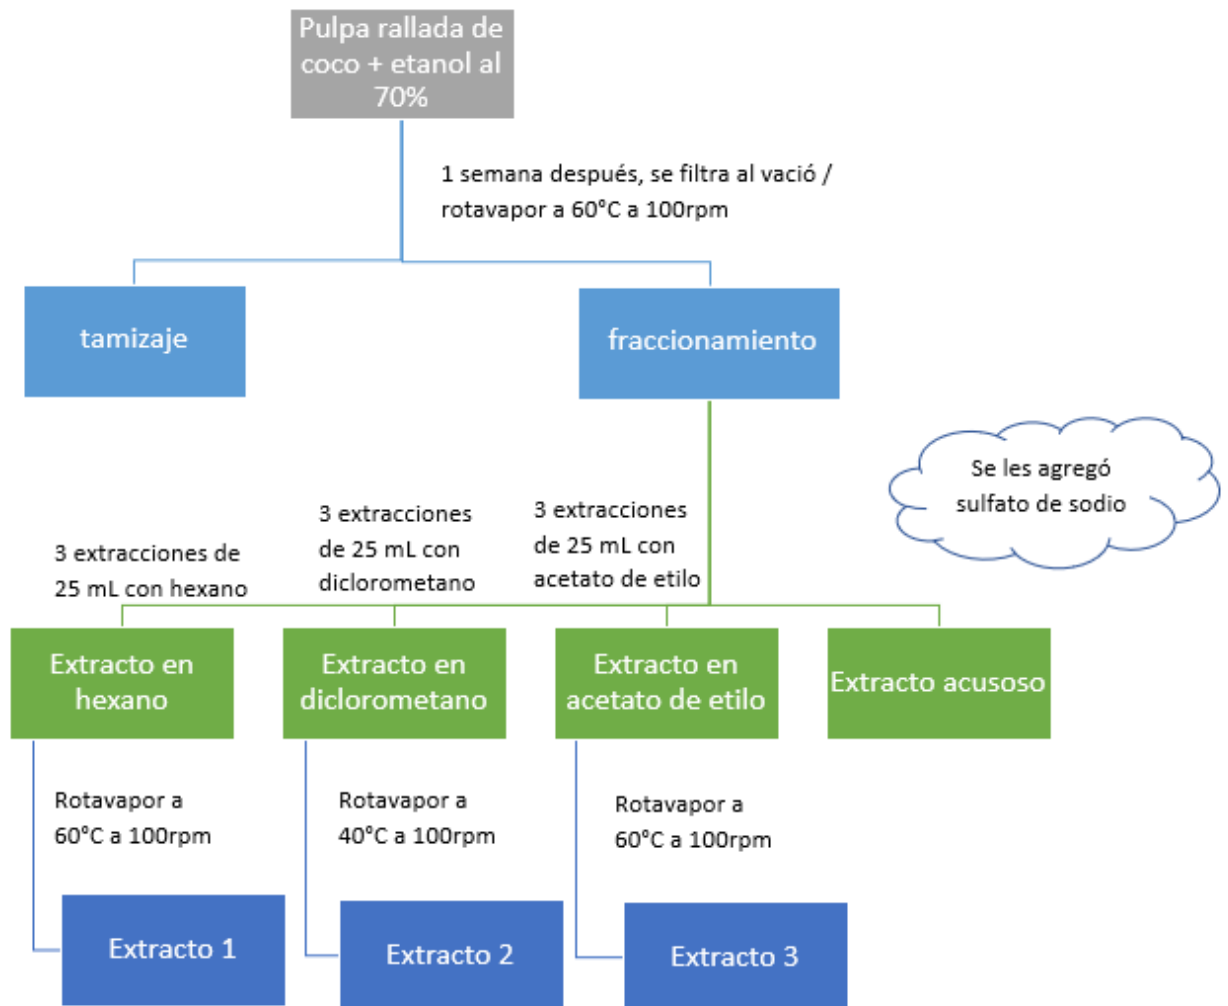 Pulpa rallada de
coco + etanol al
70%
1 semana después, se filtra al vació /
rotavapor a 60°C a 100rpm
tamizaje
fraccionamiento
Se les agregó
sulfato de sodio
3 extracciones de
25 mL con hexano
3 extracciones
de 25 mL con
diclorometano
3 extracciones
de 25 mL con
acetato de etilo
Extracto en
hexano
Extracto en
diclorometano
Extracto en
acetato de etilo
Extracto acusoso
Rotavapor a
60°C a 100rpm
Rotavapor a
40°C a 100rpm
Rotavapor a
60°C a 100rpm
Extracto 1
Extracto 2
Extracto 3